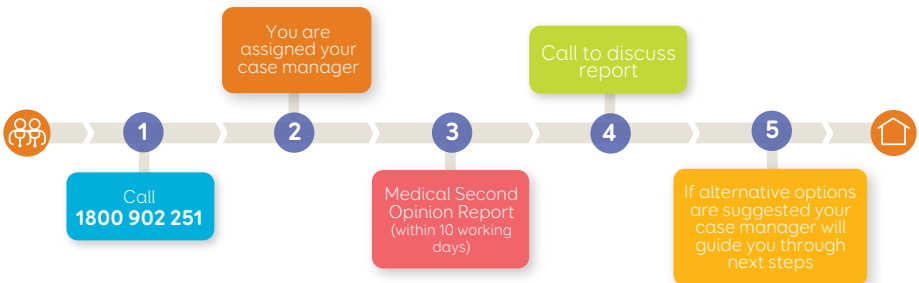 1
Call
1800 902 251
2
You are
assigned your
case manager
3
Medical Second
Opinion Report
(within 10 working
days)
4
Call to discuss
report
5
If alternative options
are suggested your
case manager will
guide you through
next steps